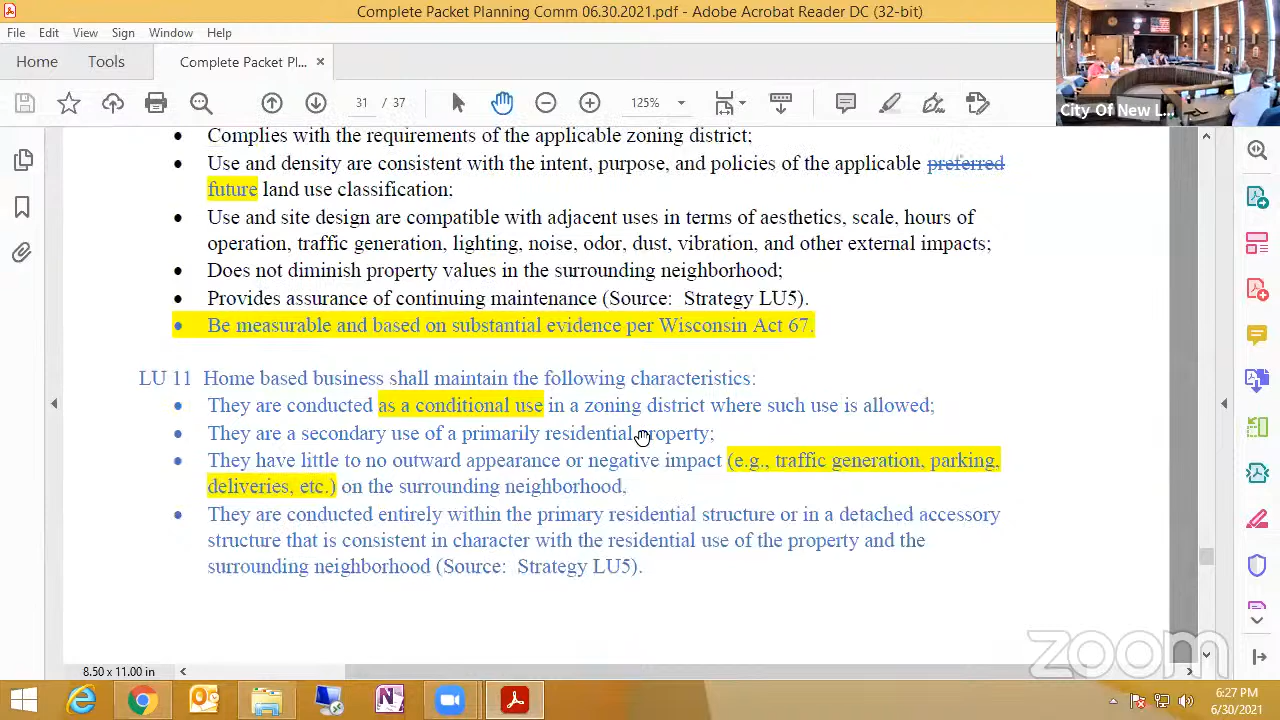 Complete Packet Planning Comm 06.30.2021.pdf - Adobe Acrobat Reader DC (32-bit)
File Edit View Sign Window Help
Home Tools Complete Packet Pl... ×
31 / 37 125%
City Of New L...
• Complies with the requirements of the applicable zoning district;
• Use and density are consistent with the intent, purpose, and policies of the applicable preferred
future land use classification:
• Use and site design are compatible with adjacent uses in terms of aesthetics, scale, hours of
operation, traffic generation, lighting, noise, odor, dust, vibration, and other external impacts;
• Does not diminish property values in the surrounding neighborhood;
• Provides assurance of continuing maintenance (Source: Strategy LU5).
• Be measurable and based on substantial evidence per Wisconsin Act 67.
LU 11 Home based business shall maintain the following characteristics:
• They are conducted as a conditional use in a zoning district where such use is allowed;
• They are a secondary use of a primarily residential property;
• They have little to no outward appearance or negative impact (e.g., traffic generation, parking,
deliveries, etc.) on the surrounding neighborhood,
• They are conducted entirely within the primary residential structure or in a detached accessory
structure that is consistent in character with the residential use of the property and the
surrounding neighborhood (Source: Strategy LU5).
zoom
8.50 x 11.00 in
6:27 PM
6/30/2021